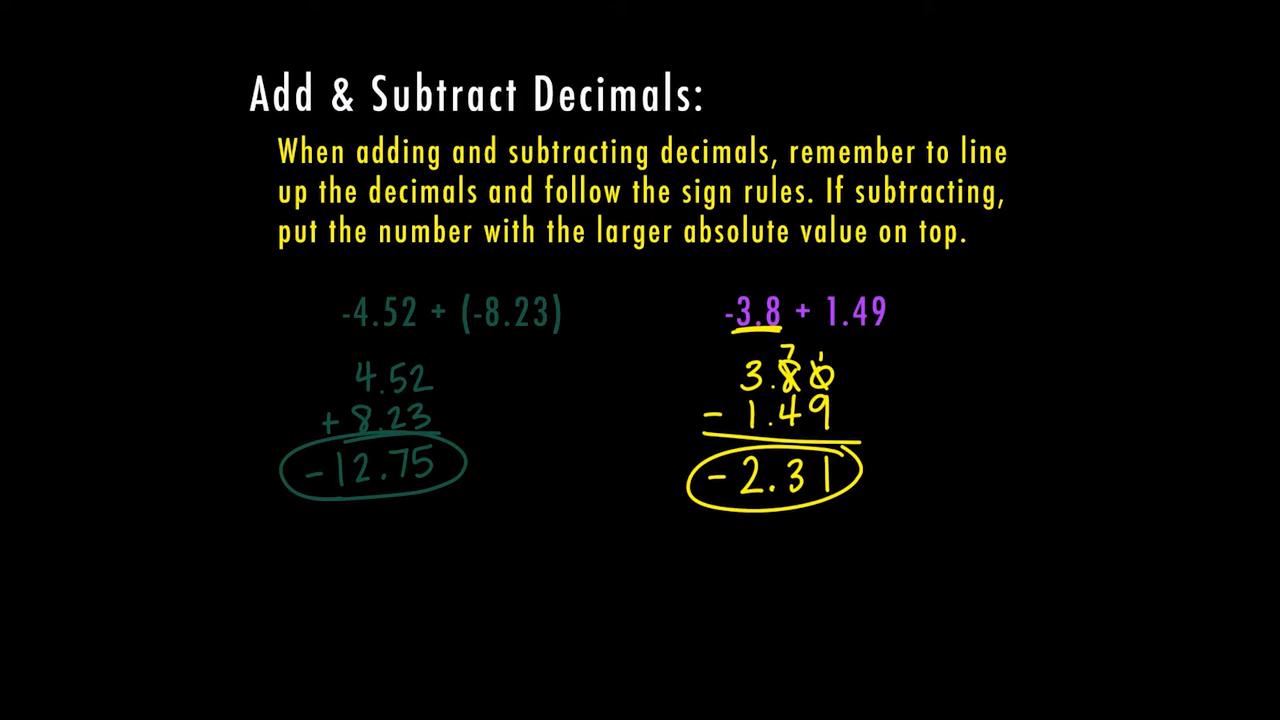 Add & Subtract Decimals:
When adding and subtracting decimals, remember to line
up the decimals and follow the sign rules. If subtracting,
put the number with the larger absolute value on top.
-4.52 + (-8.23)
4.52
+ 8.23
-12.75
-3.8 + 1.49
7 1
3.80
- 1.49
-2.31